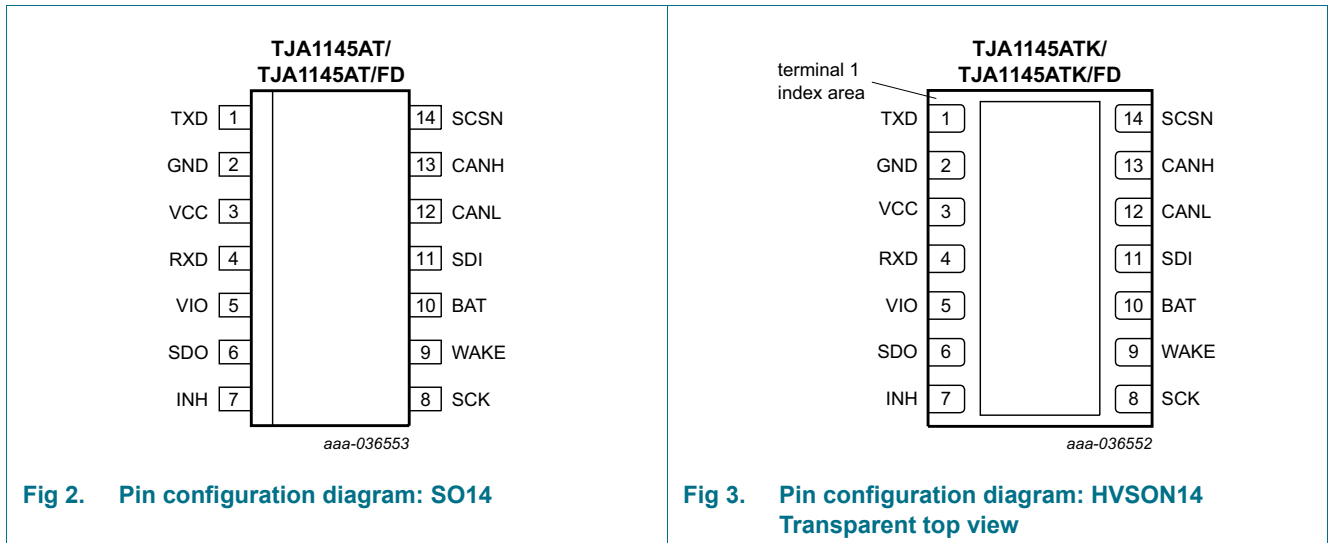 TJA1145AT/
TJA1145AT/FD
TXD 1 14 SCSN
GND 2 13 CANH
VCC 3 12 CANL
RXD 4 11 SDI
VIO 5 10 BAT
SDO 6 9 WAKE
INH 7 8 SCK
aaa-036553
Fig 2. Pin configuration diagram: SO14
TJA1145ATK/
TJA1145ATK/FD
terminal 1
index area
TXD 1 14 SCSN
GND 2 13 CANH
VCC 3 12 CANL
RXD 4 11 SDI
VIO 5 10 BAT
SDO 6 9 WAKE
INH 7 8 SCK
aaa-036552
Fig 3. Pin configuration diagram: HVSON14
Transparent top view